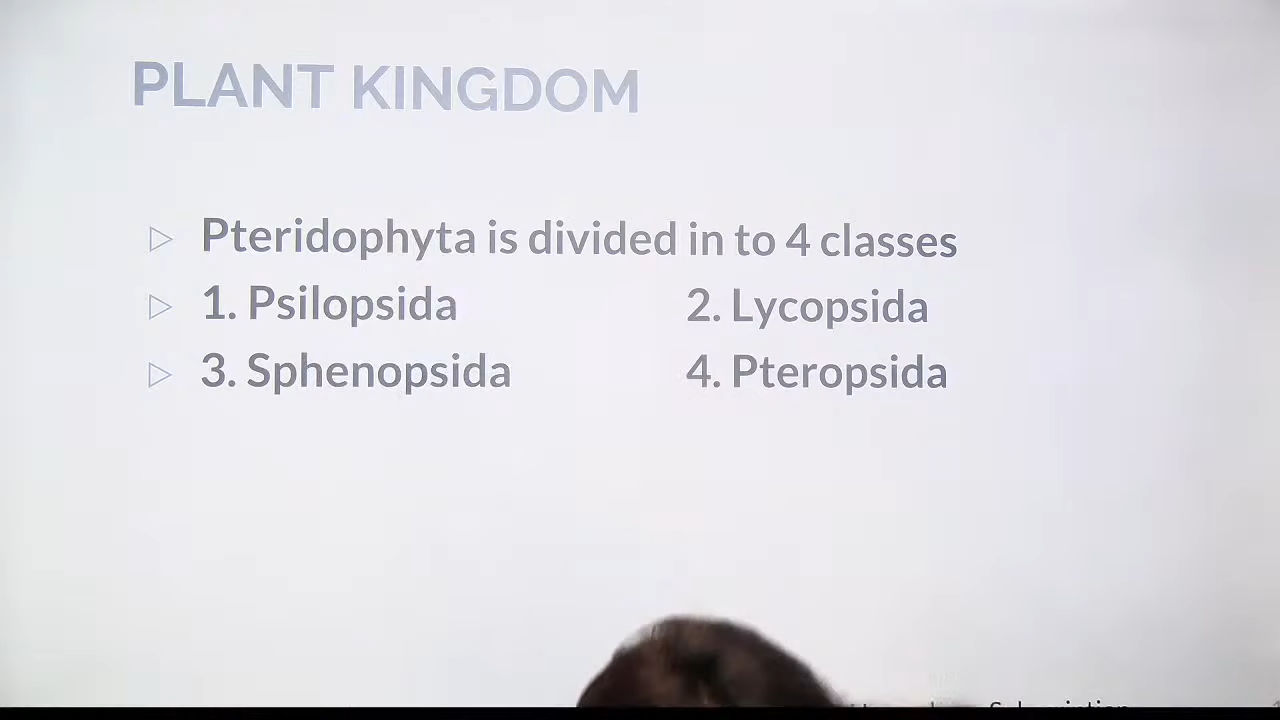 PLANT KINGDOM
Pteridophyta is divided in to 4 classes
1. Psilopsida 2. Lycopsida
3. Sphenopsida 4. Pteropsida